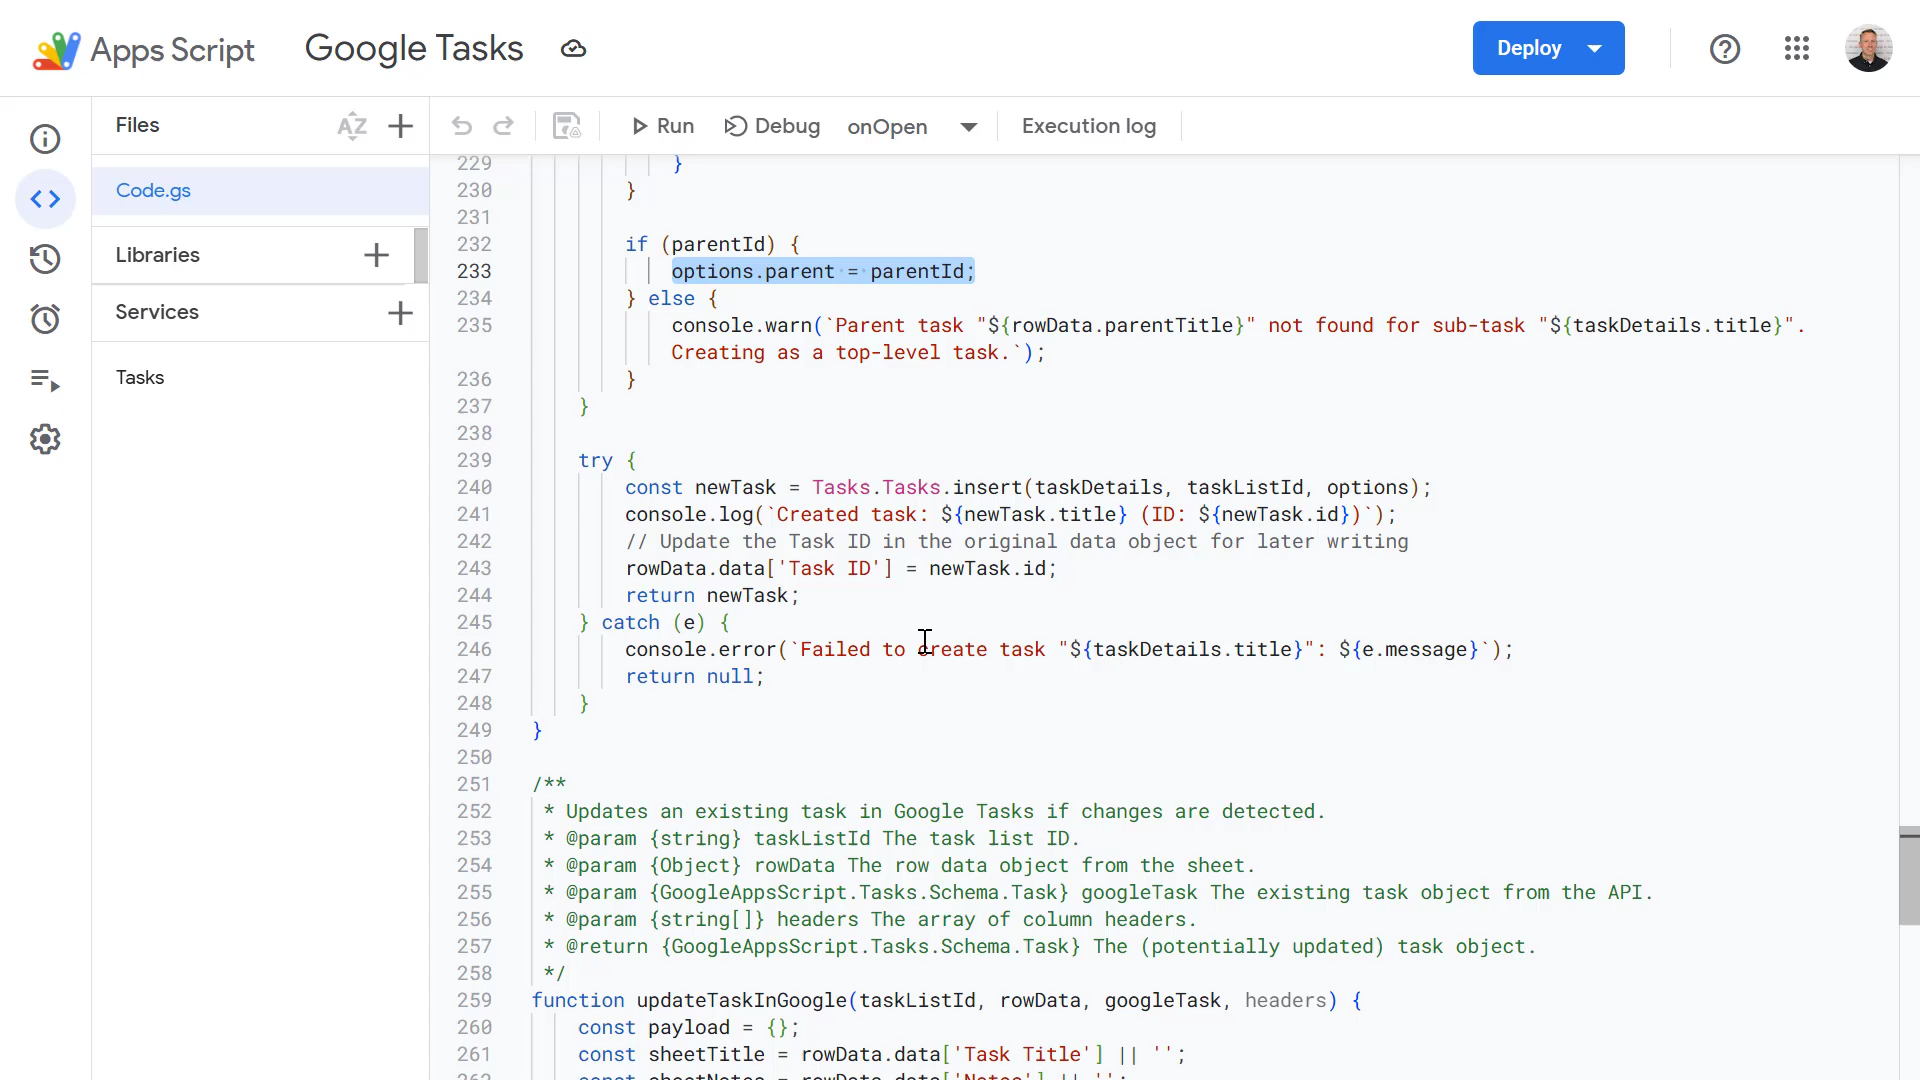 Apps Script
Google Tasks
Deploy
Files
AZ
Run
Debug
onOpen
Execution log
Code.gs
Libraries
Services
Tasks
229 }
230 }
231
232 if (parentId) {
233 options.parent = parentId;
234 } else {
235 console.warn(`Parent task "${rowData.parentTitle}" not found for sub-task "${taskDetails.title}".
Creating as a top-level task.`);
236 }
237 }
238
239 try {
240 const newTask = Tasks.Tasks.insert(taskDetails, taskListId, options);
241 console.log(`Created task: ${newTask.title} (ID: ${newTask.id})`);
242 // Update the Task ID in the original data object for later writing
243 rowData.data['Task ID'] = newTask.id;
244 return newTask;
245 } catch (e) {
246 console.error(`Failed to create task "${taskDetails.title}": ${e.message}`);
247 return null;
248 }
249 }
250
251 /**
252 * Updates an existing task in Google Tasks if changes are detected.
253 * @param {string} taskListId The task list ID.
254 * @param {Object} rowData The row data object from the sheet.
255 * @param {GoogleAppsScript.Tasks.Schema.Task} googleTask The existing task object from the API.
256 * @param {string[]} headers The array of column headers.
257 * @return {GoogleAppsScript.Tasks.Schema.Task} The (potentially updated) task object.
258 */
259 function updateTaskInGoogle(taskListId, rowData, googleTask, headers) {
260 const payload = {};
261 const sheetTitle = rowData.data['Task Title'] || '';
262 const sheetNotes = rowData.data['Notes'] || '';